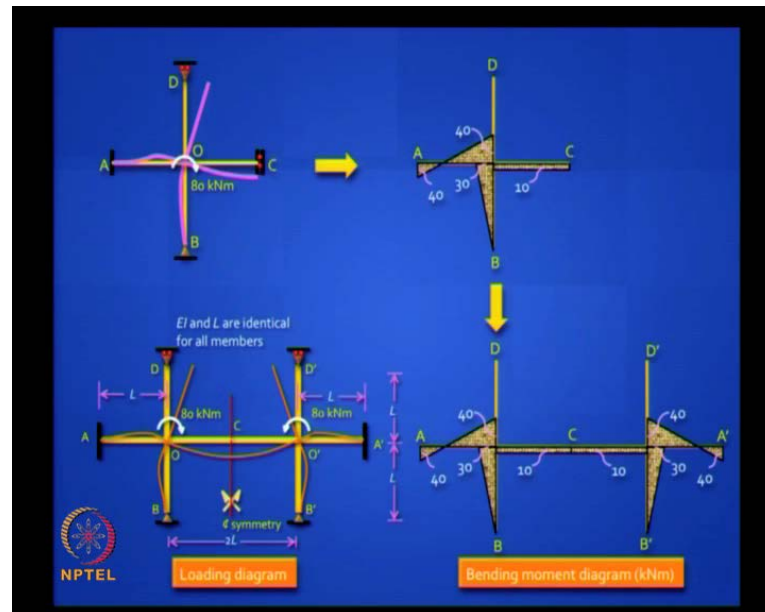 D
A
O
C
80 kNm
B
D
40
A
C
40
30
10
B
EI and L are identical
for all members
D
D'
L
L
80 kNm
C
80 kNm
L
A
A'
O
O'
B
B'
L
₵ symmetry
2L
D
D'
40
40
A
C
A'
40
30
10
10
30
40
B
B'
NPTEL
Loading diagram
Bending moment diagram (kNm)